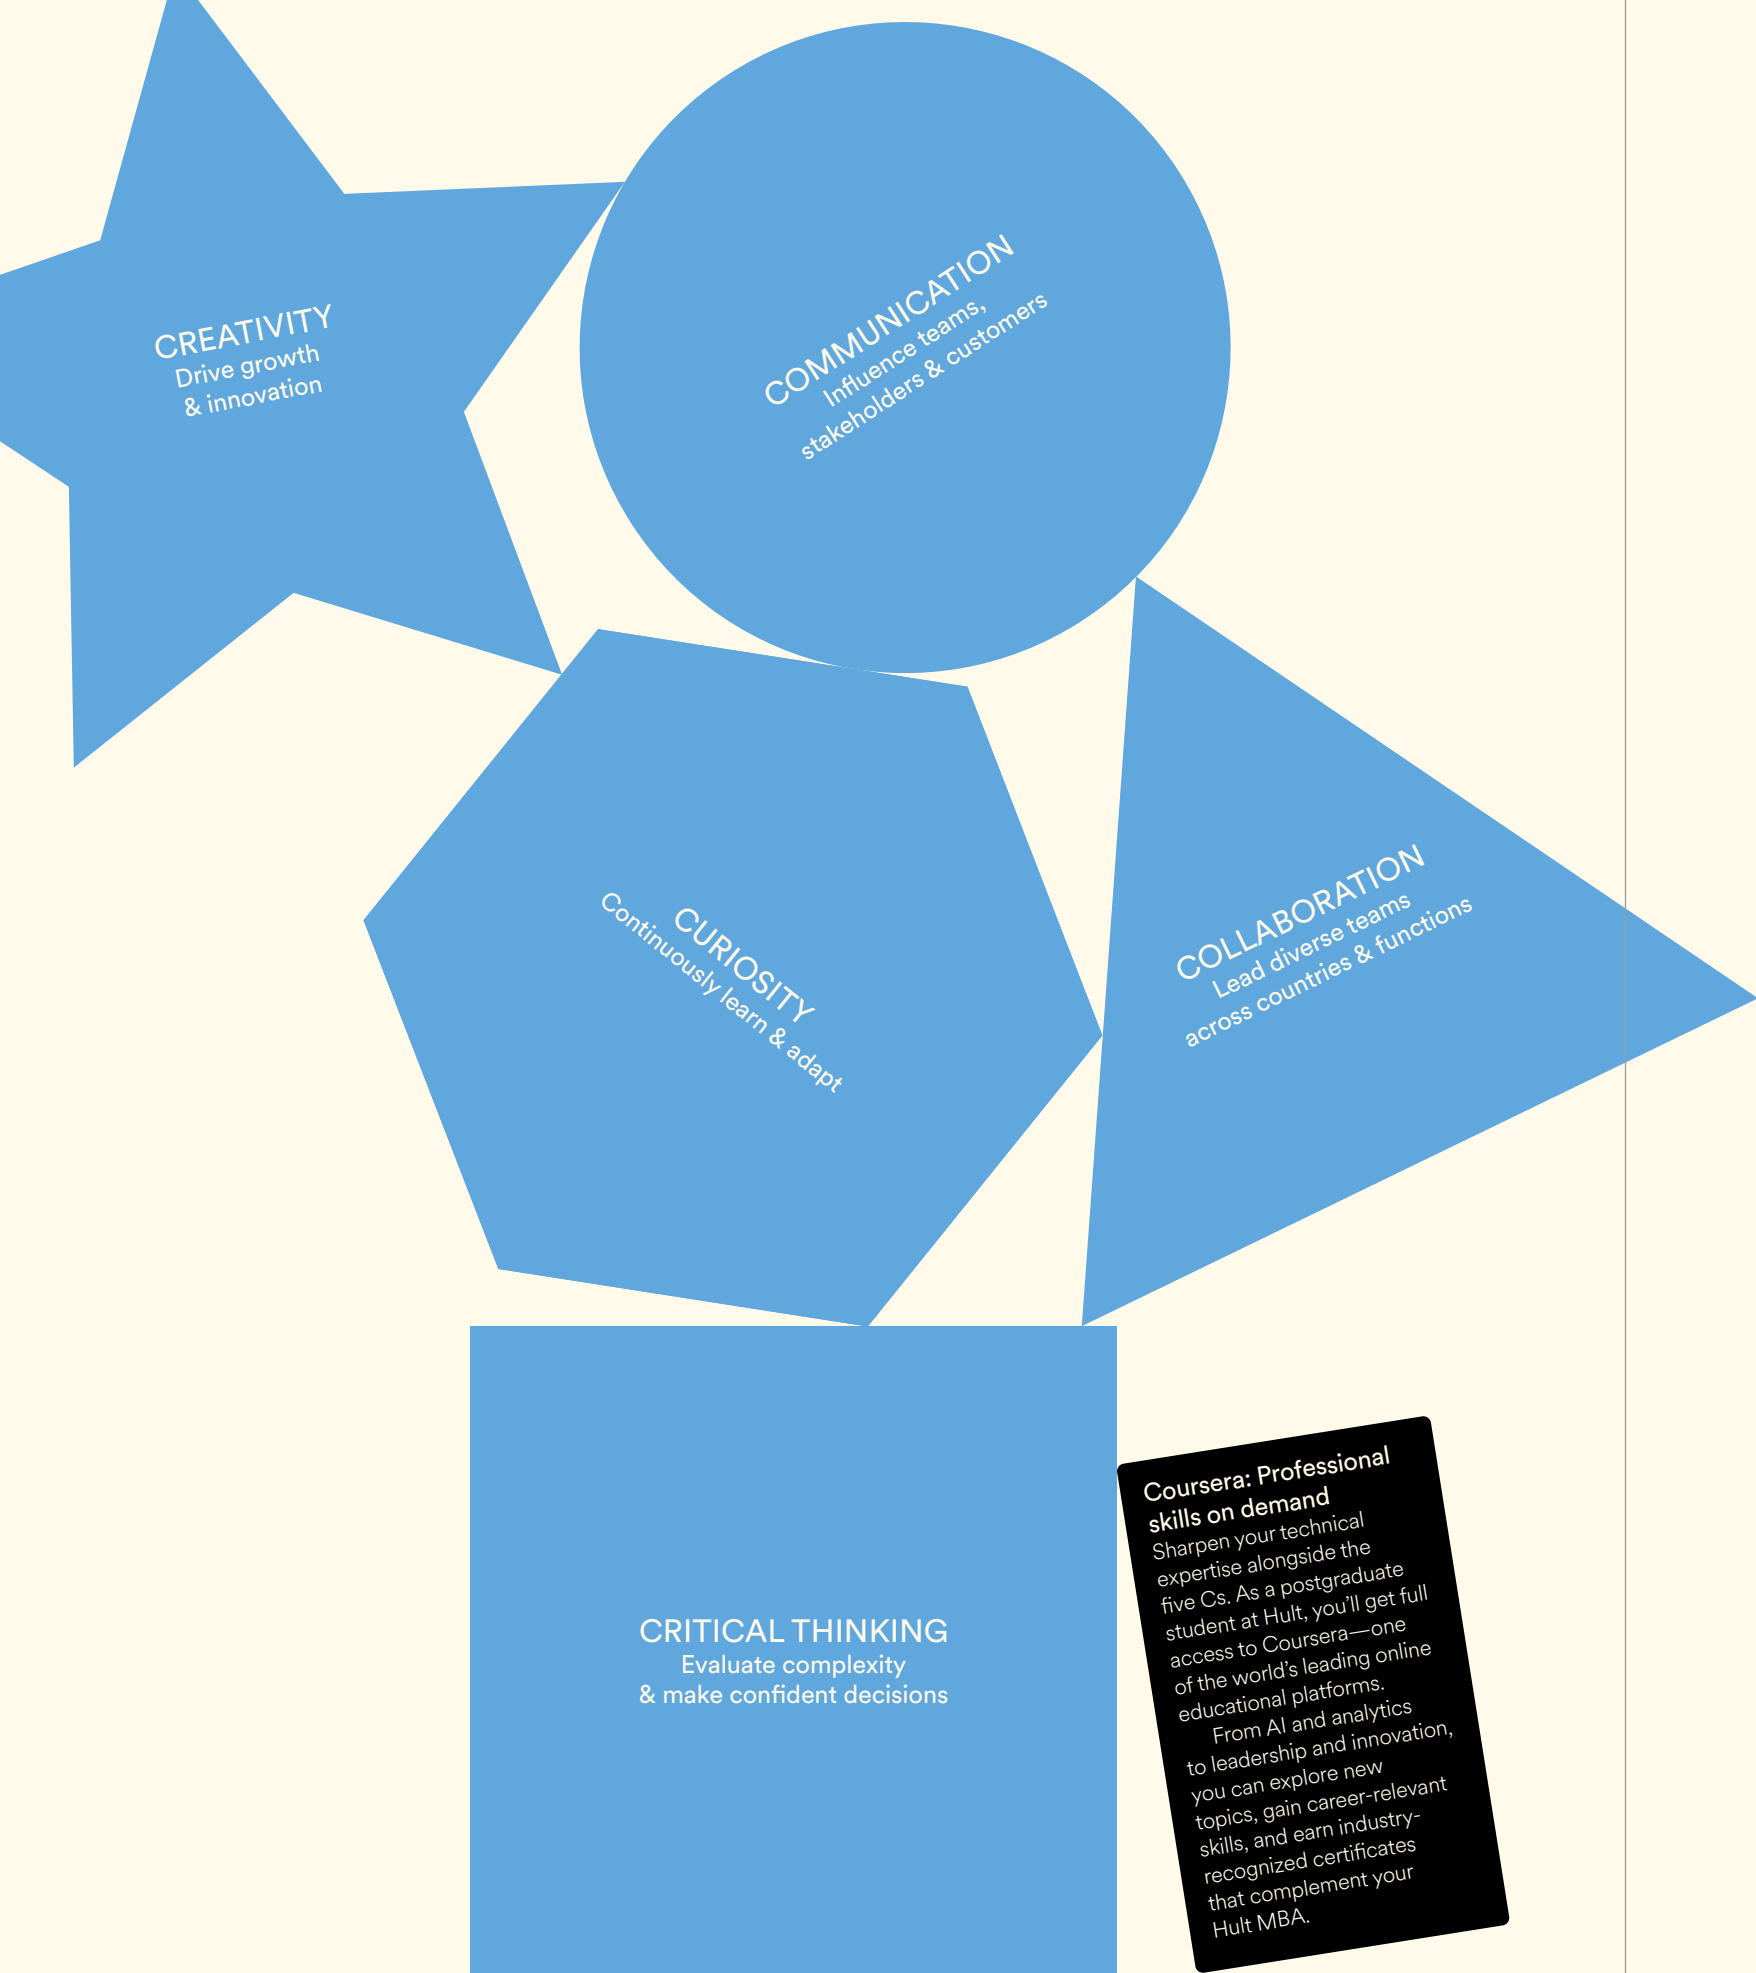 CREATIVITY
Drive growth
& innovation
COMMUNICATION
Influence teams,
stakeholders & customers
CURIOSITY
Continuously learn & adapt
COLLABORATION
Lead diverse teams
across countries & functions
CRITICAL THINKING
Evaluate complexity
& make confident decisions
Coursera: Professional
skills on demand
Sharpen your technical
expertise alongside the
five Cs. As a postgraduate
student at Hult, you’ll get full
access to Coursera—one
of the world’s leading online
educational platforms.
From AI and analytics
to leadership and innovation,
you can explore new
topics, gain career-relevant
skills, and earn industry-
recognized certificates
that complement your
Hult MBA.